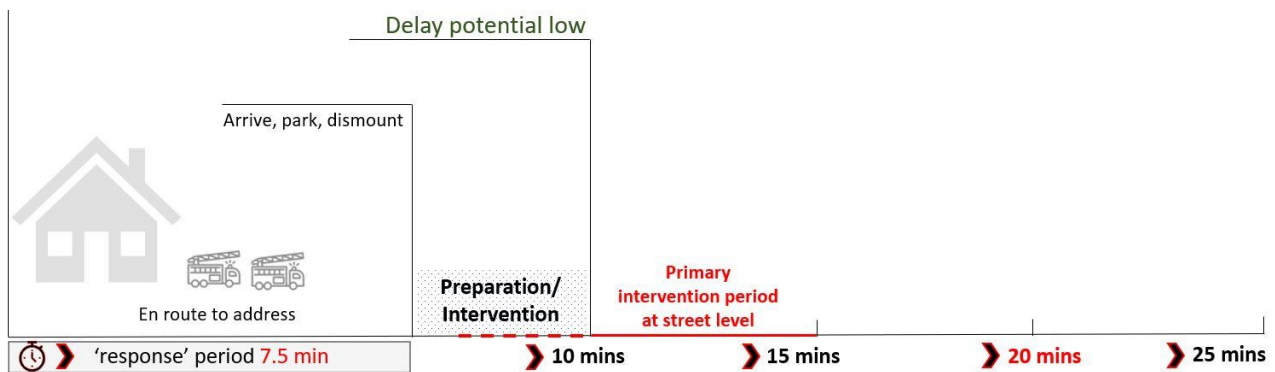 Delay potential low
Arrive, park, dismount
Preparation/
Intervention
Primary
intervention period
at street level
En route to address
'response' period 7.5 min
10 mins
15 mins
20 mins
25 mins